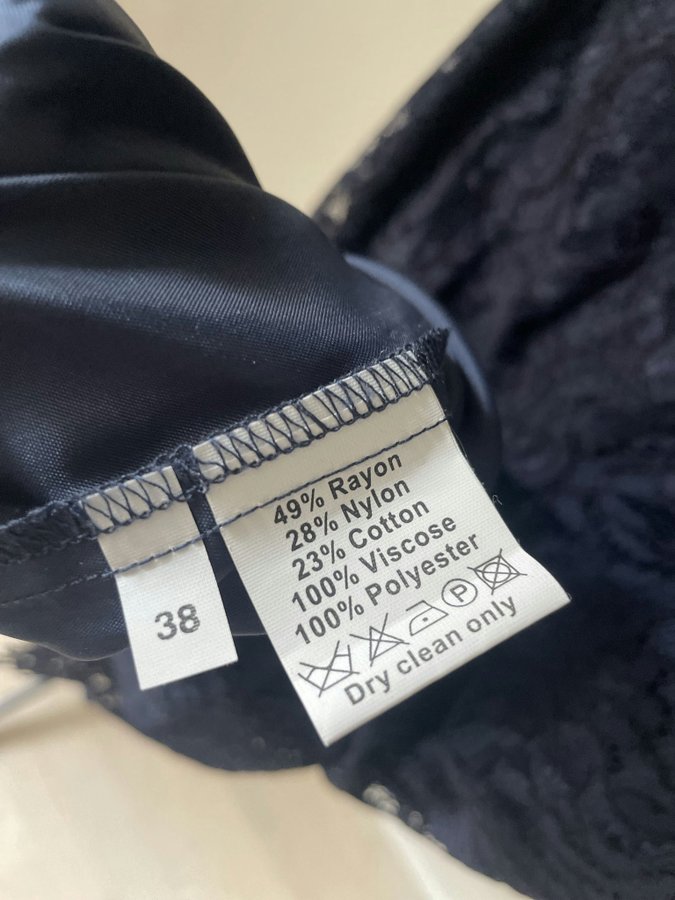 49% Rayon
28% Nylon
23% Cotton
100% Viscose
100% Polyester
P
Dry clean only
38